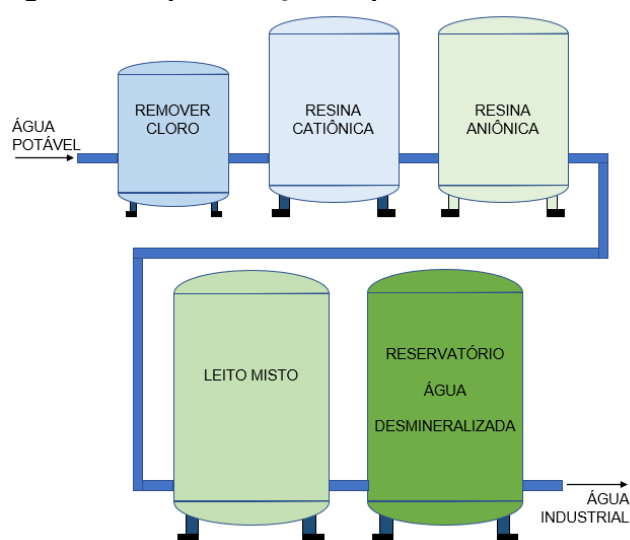 ÁGUA
POTÁVEL
REMOVER
CLORO
RESINA
CATIÔNICA
RESINA
ANIÔNICA
LEITO MISTO
RESERVATÓRIO
ÁGUA
DESMINERALIZADA
ÁGUA
INDUSTRIAL